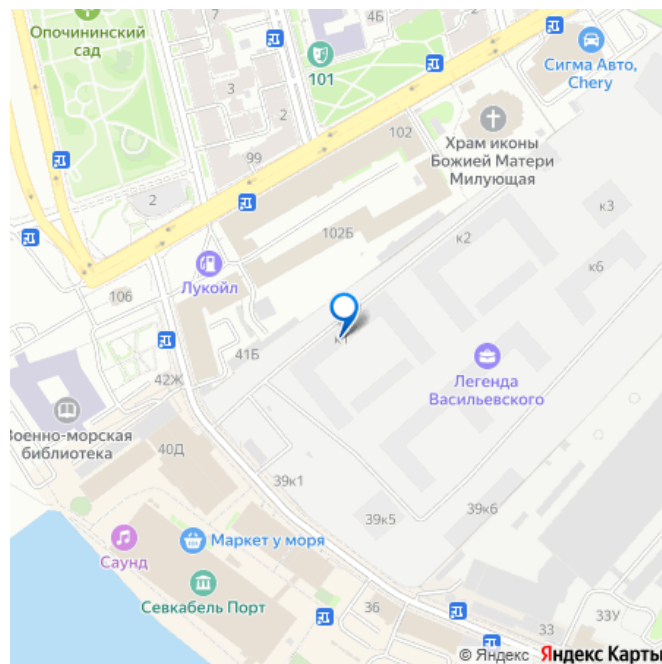 Опочининский
сад
4Б
101
Сигма Авто,
Chery
3
2
102
Храм иконы
Божией Матери
Милующая
99
2
к3
102Б
к2
к6
Лукойл
106
к1
41Б
Легенда
Васильевского
42Ж
Военно-морская
библиотека
40Д
39к1
39к6
39к5
Маркет у моря
Саунд
Севкабель Порт
36
33У
33
© Яндекс Яндекс Карты